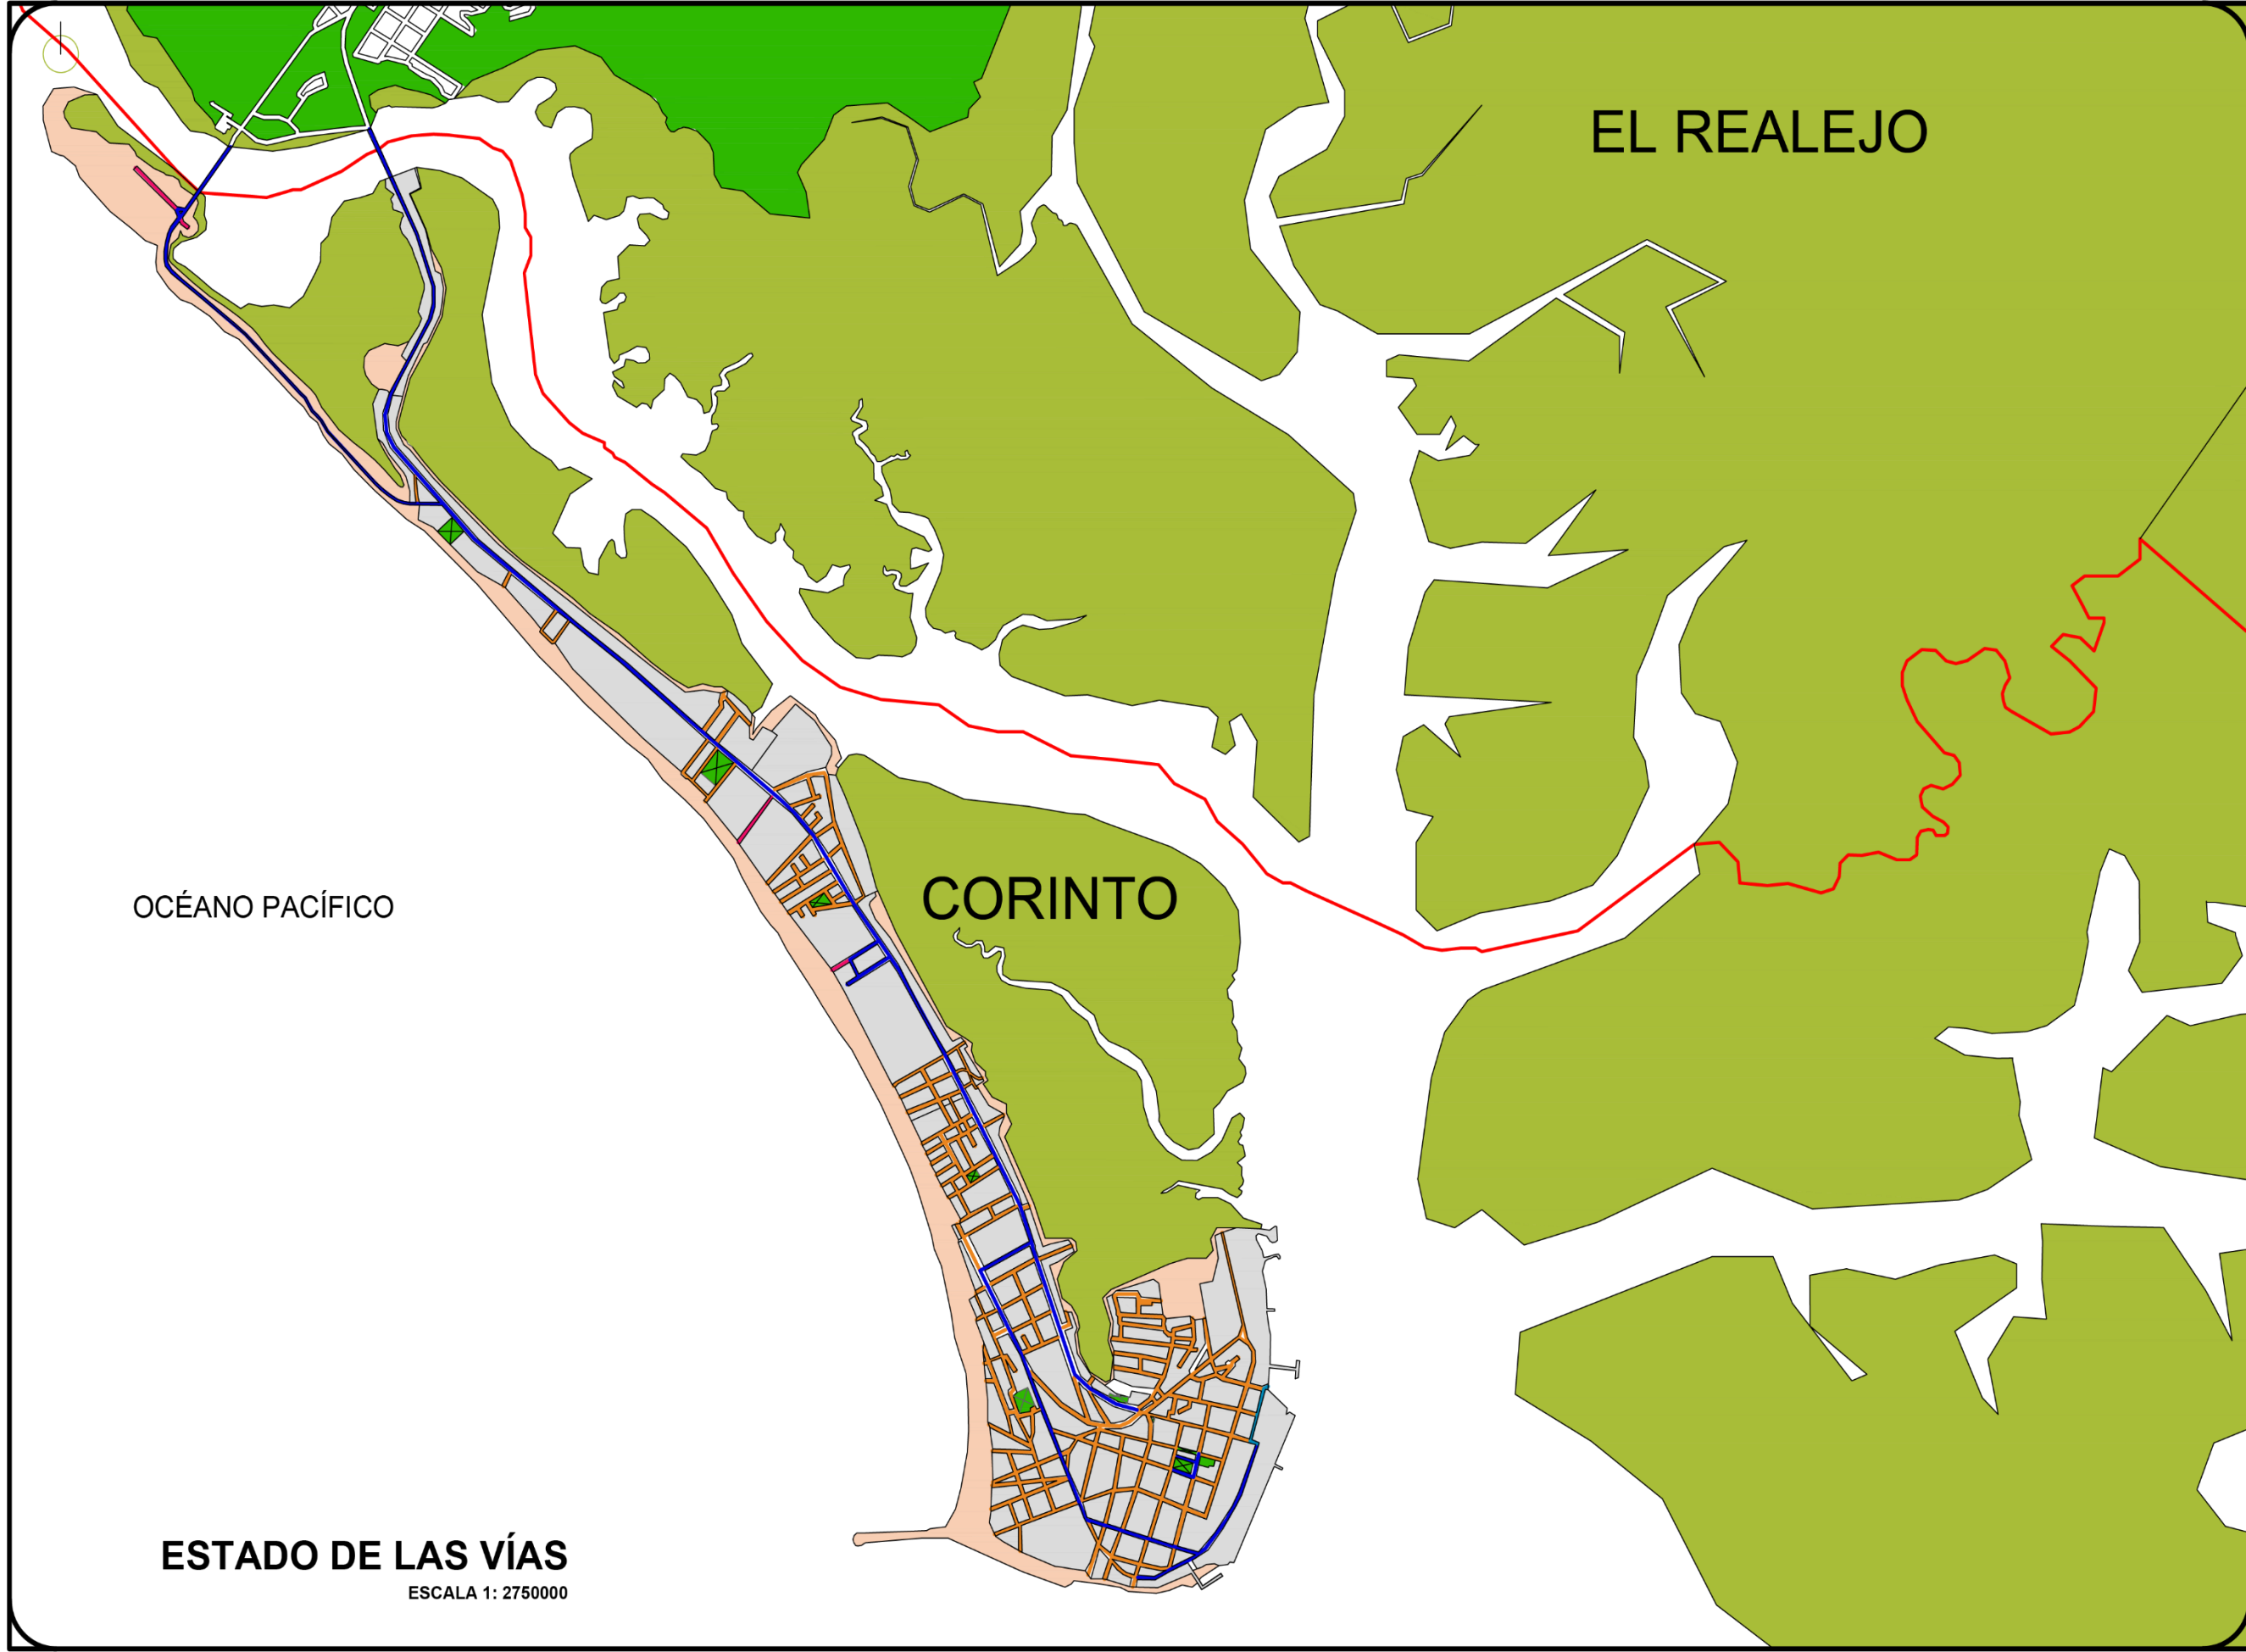 EL REALEJO
CORINTO
OCÉANO PACÍFICO
ESTADO DE LAS VÍAS
ESCALA 1: 2750000